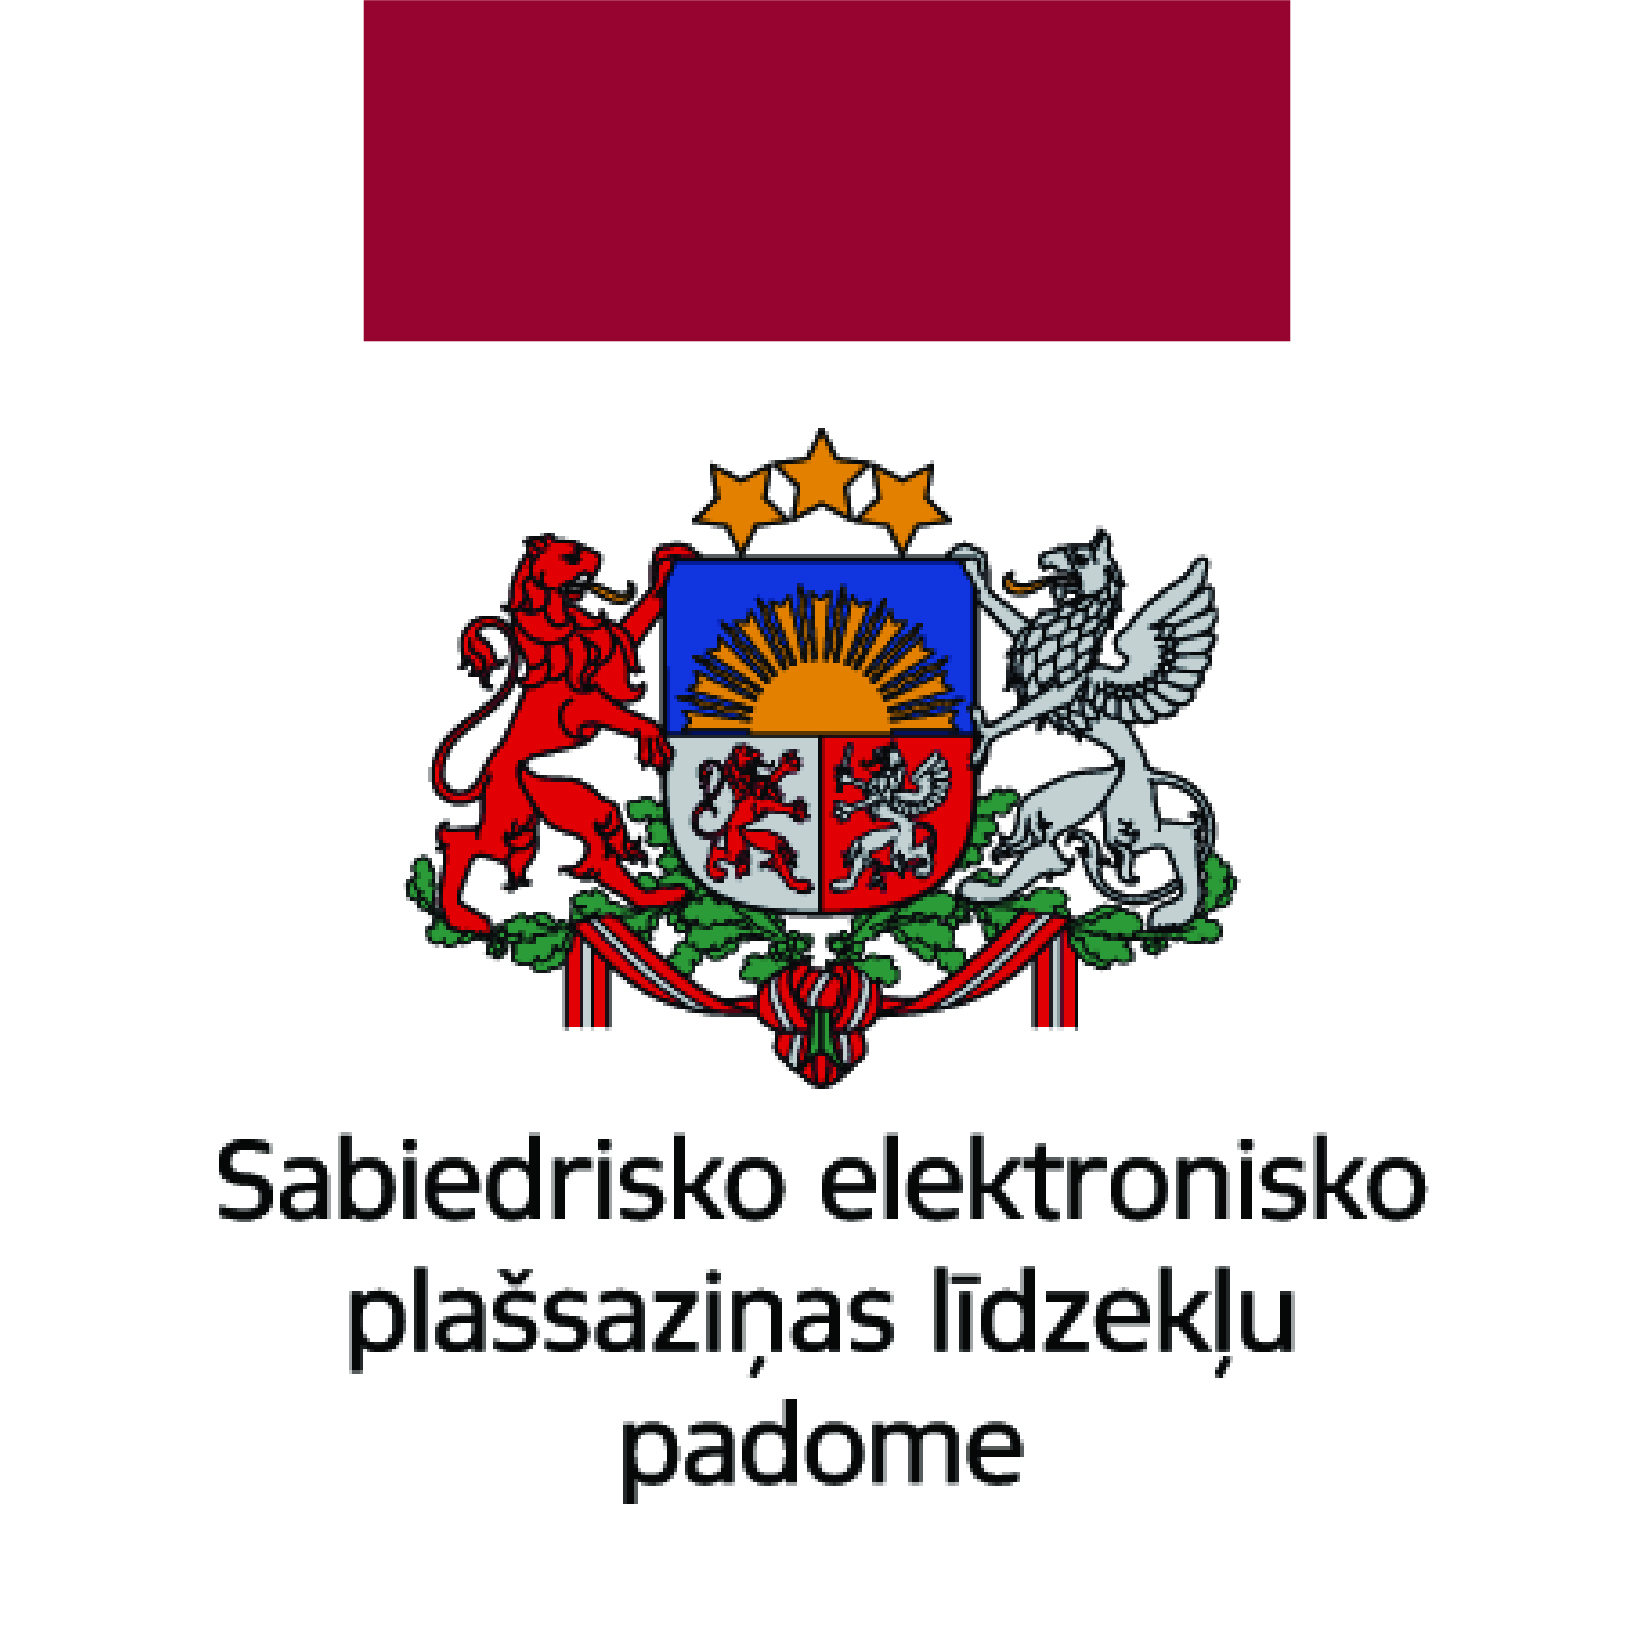 Sabiedrisko elektronisko
plašsaziņas līdzekļu
padome